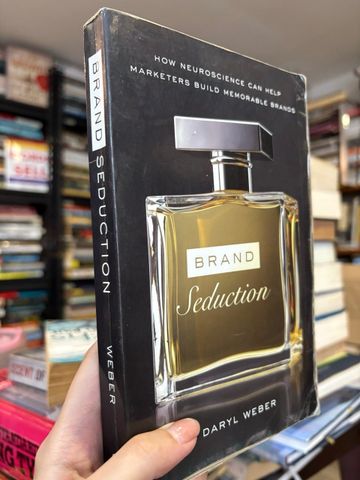 HOW NEUROSCIENCE CAN HELP
MARKETERS BUILD MEMORABLE BRANDS
BRAND
Seduction
DARYL WEBER
BRAND SEDUCTION WEBER